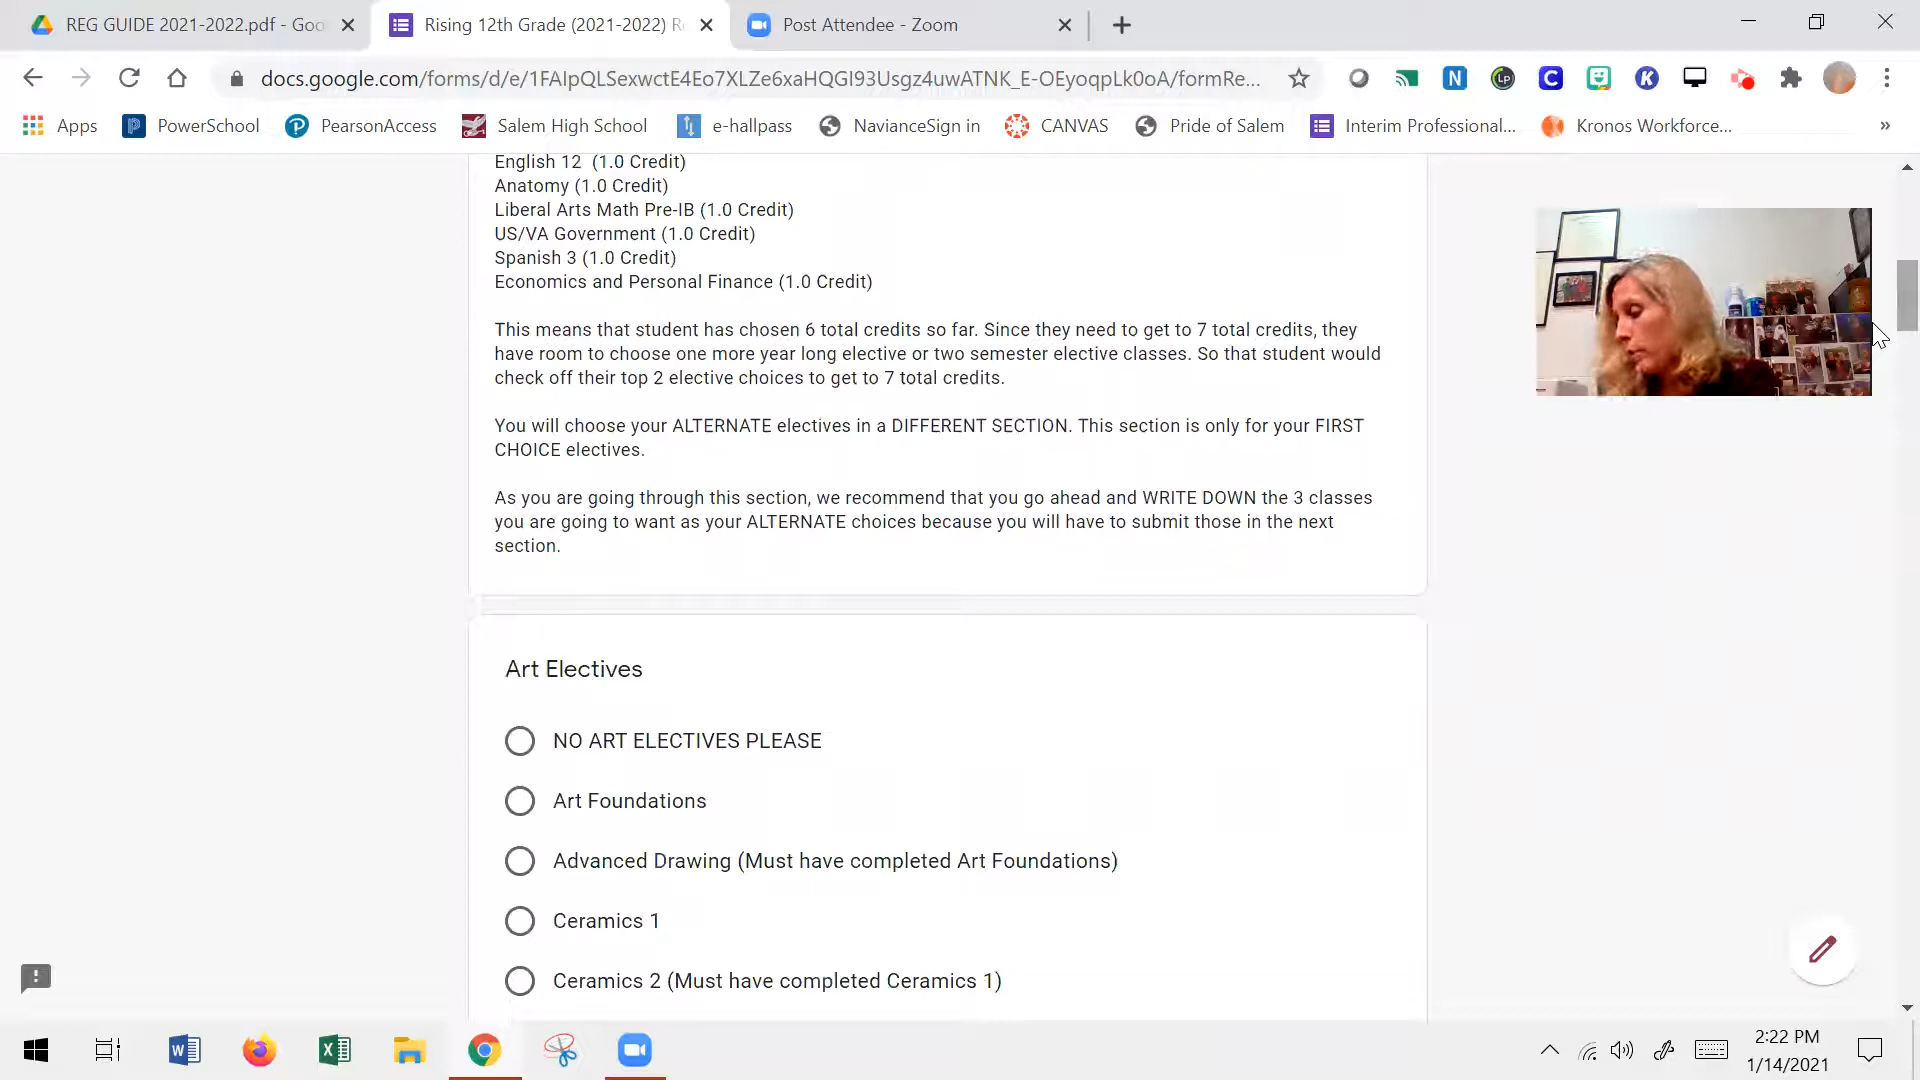 REG GUIDE 2021-2022.pdf - Goo
Rising 12th Grade (2021-2022) R
Post Attendee - Zoom
docs.google.com/forms/d/e/1FAIpQLSexwctE4Eo7XLZe6xaHQGI93Usgz4uwATNK_E-OEyoqpLk0oA/formRe...
Apps PowerSchool PearsonAccess Salem High School e-hallpass NavianceSign in CANVAS Pride of Salem Interim Professional... Kronos Workforce... »
English 12 (1.0 Credit)
Anatomy (1.0 Credit)
Liberal Arts Math Pre-IB (1.0 Credit)
US/VA Government (1.0 Credit)
Spanish 3 (1.0 Credit)
Economics and Personal Finance (1.0 Credit)
This means that student has chosen 6 total credits so far. Since they need to get to 7 total credits, they
have room to choose one more year long elective or two semester elective classes. So that student would
check off their top 2 elective choices to get to 7 total credits.
You will choose your ALTERNATE electives in a DIFFERENT SECTION. This section is only for your FIRST
CHOICE electives.
As you are going through this section, we recommend that you go ahead and WRITE DOWN the 3 classes
you are going to want as your ALTERNATE choices because you will have to submit those in the next
section.
Art Electives
NO ART ELECTIVES PLEASE
Art Foundations
Advanced Drawing (Must have completed Art Foundations)
Ceramics 1
Ceramics 2 (Must have completed Ceramics 1)
2:22 PM
1/14/2021